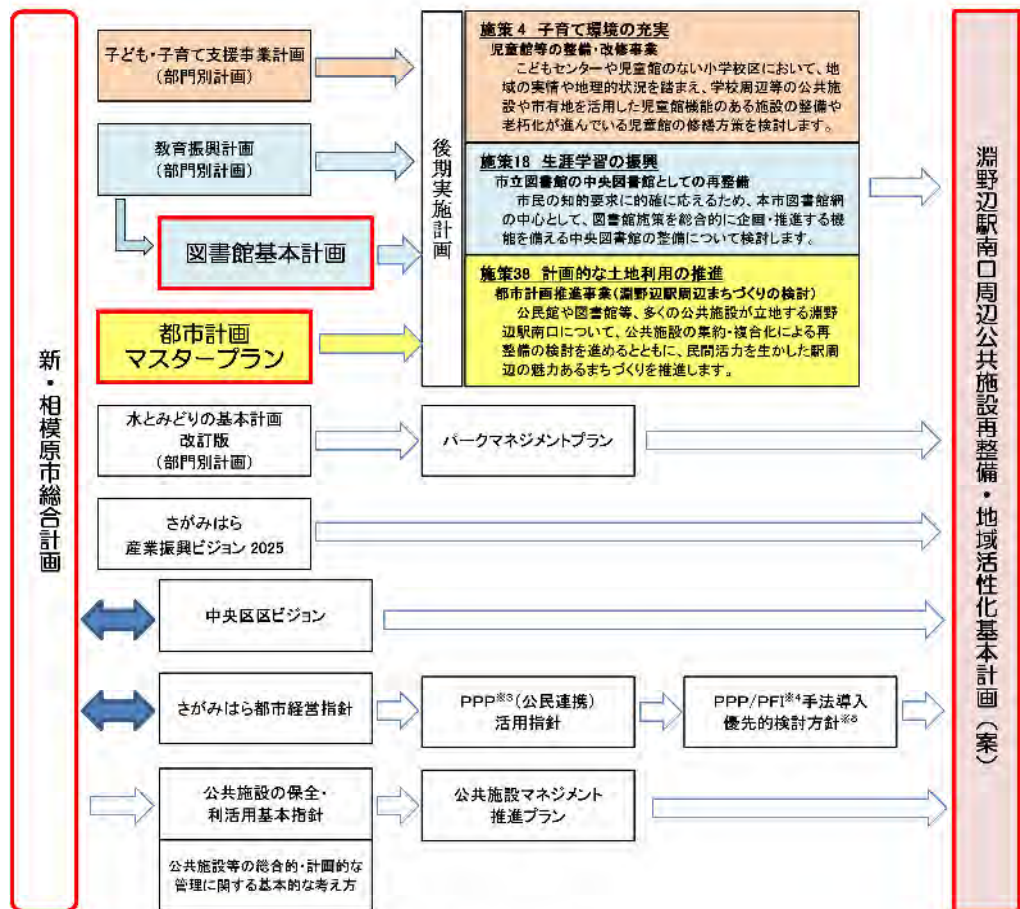 新・相模原市総合計画
子ども・子育て支援事業計画
(部門別計画)
教育振興計画
(部門別計画)
図書館基本計画
都市計画
マスタープラン
後期実施計画
施策4 子育て環境の充実
児童館等の整備・改修事業
こどもセンターや児童館のない小学校区において、地
域の実情や地理的状況を踏まえ、学校周辺等の公共施
設や市有地を活用した児童館機能のある施設の整備や
老朽化が進んでいる児童館の修繕方策を検討します。
施策18 生涯学習の振興
市立図書館の中央図書館としての再整備
市民の知的要求に的確に応えるため、本市図書館網
の中心として、図書館施策を総合的に企画・推進する機
能を備える中央図書館の整備について検討します。
施策38 計画的な土地利用の推進
都市計画推進事業(淵野辺駅周辺まちづくりの検討)
公民館や図書館等、多くの公共施設が立地する淵野
辺駅南口について、公共施設の集約・複合化による再
整備の検討を進めるとともに、民間活力を生かした駅周
辺の魅力あるまちづくりを推進します。
水とみどりの基本計画
改訂版
(部門別計画)
パークマネジメントプラン
さがみはら
産業振興ビジョン 2025
中央区区ビジョン
さがみはら都市経営指針
PPP※3(公民連携)
活用指針
PPP/PFI※4手法導入
優先的検討方針※5
公共施設の保全・
利活用基本指針
公共施設マネジメント
推進プラン
公共施設等の総合的・計画的な
管理に関する基本的な考え方
淵野辺駅南口周辺公共施設再整備・地域活性化基本計画(案)